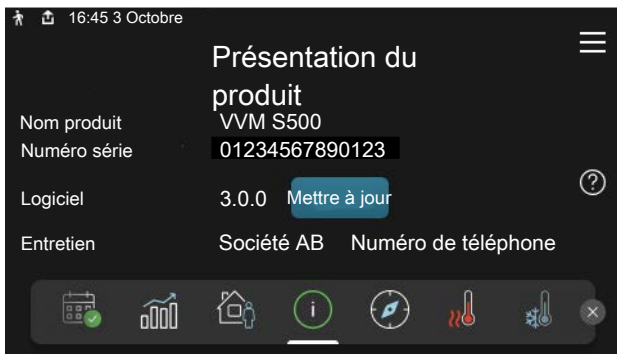 16:45 3 Octobre
Présentation du
produit
Nom produit VVM S500
Numéro série 01234567890123
Logiciel 3.0.0 Mettre à jour
Entretien Société AB Numéro de téléphone